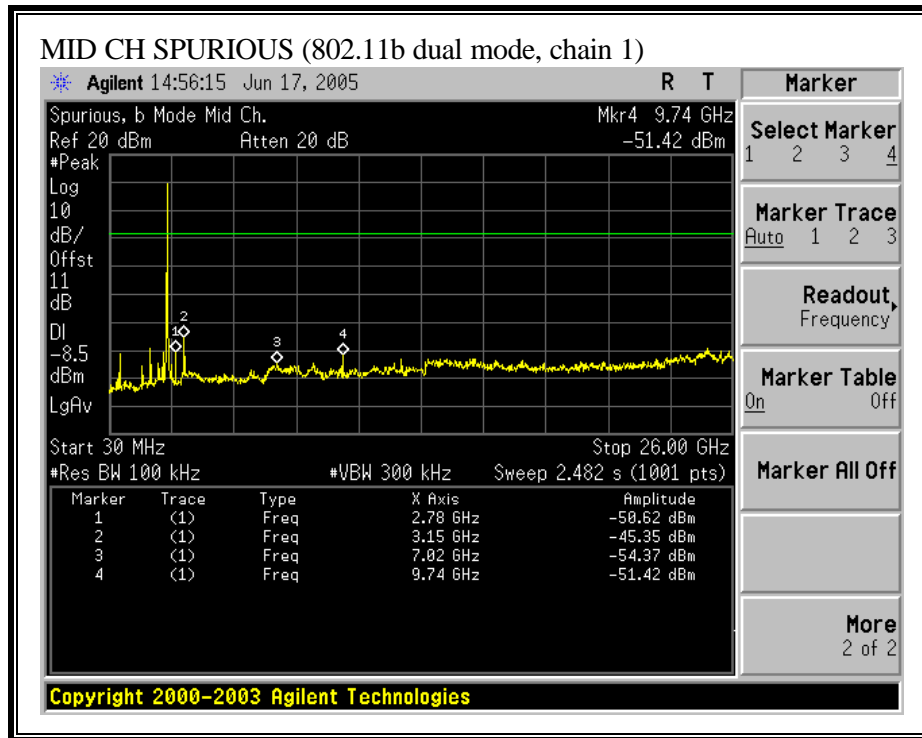 MID CH SPURIOUS (802.11b dual mode, chain 1)
Agilent 14:56:15 Jun 17, 2005 R T
Spurious, b Mode Mid Ch. Mkr4 9.74 GHz
Ref 20 dBm Atten 20 dB -51.42 dBm
#Peak
Log
10
dB/
Offst
11
dB
DI
-8.5
dBm
LgAv
1
2
3
4
Start 30 MHz Stop 26.00 GHz
#Res BW 100 kHz #VBW 300 kHz Sweep 2.482 s (1001 pts)
Marker Trace Type X Axis Amplitude
1 (1) Freq 2.78 GHz -50.62 dBm
2 (1) Freq 3.15 GHz -45.35 dBm
3 (1) Freq 7.02 GHz -54.37 dBm
4 (1) Freq 9.74 GHz -51.42 dBm
Marker
Select Marker
1 2 3 4
Marker Trace
Auto 1 2 3
Readout
Frequency
Marker Table
On Off
Marker All Off
More
2 of 2
Copyright 2000-2003 Agilent Technologies